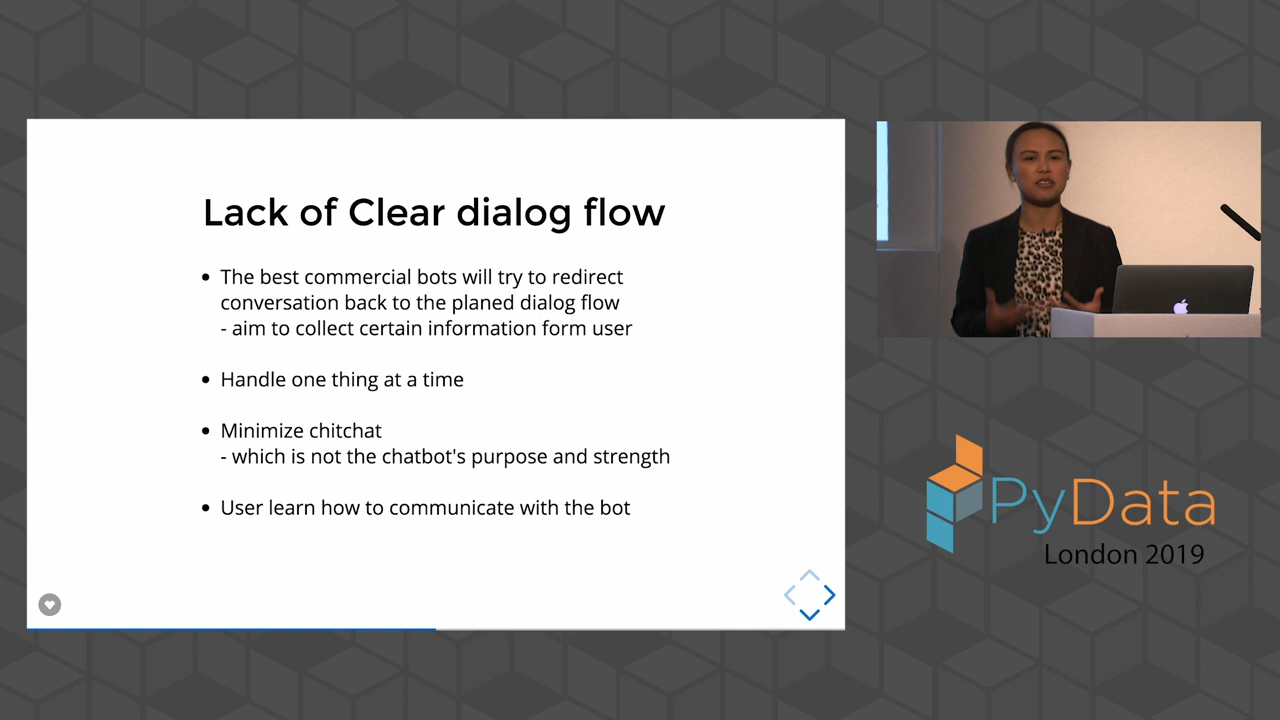 Lack of Clear dialog flow
• The best commercial bots will try to redirect
conversation back to the planed dialog flow
- aim to collect certain information form user
• Handle one thing at a time
• Minimize chitchat
- which is not the chatbot's purpose and strength
• User learn how to communicate with the bot
PyData
London 2019